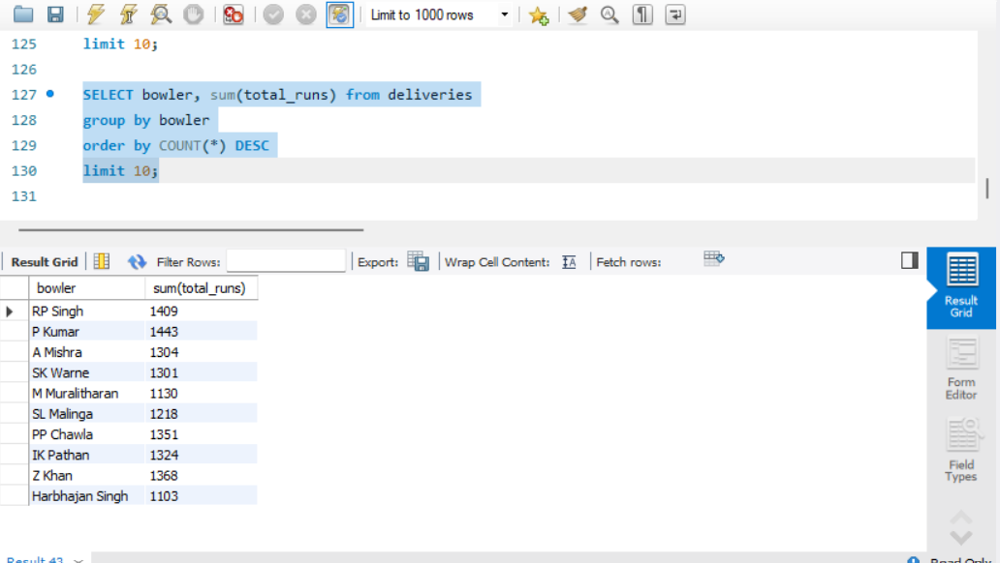 Limit to 1000 rows
125 limit 10;
126
127 SELECT bowler, sum(total_runs) from deliveries
128 group by bowler
129 order by COUNT(*) DESC
130 limit 10;
131
Result Grid Filter Rows: Export: Wrap Cell Content: IA Fetch rows:
bowler sum(total_runs)
RP Singh 1409
P Kumar 1443
A Mishra 1304
SK Warne 1301
M Muralitharan 1130
SL Malinga 1218
PP Chawla 1351
IK Pathan 1324
Z Khan 1368
Harbhajan Singh 1103
Result
Grid
Form
Editor
Field
Types
Result 43
Read Only